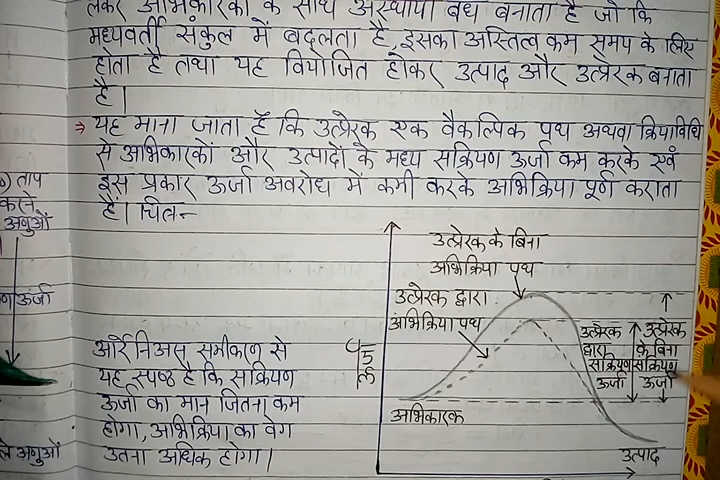 लेकर अभिकारकों के साथ अस्थायी बंध बनाता है जो कि
मध्यवर्ती संकुल में बदलता है, इसका अस्तित्व कम समय के लिए
होता है तथा यह वियोजित होकर उत्पाद और उत्प्रेरक बनाता
है।
→ यह माना जाता है कि उत्प्रेरक एक वैकल्पिक पथ अथवा क्रियाविधि
से अभिकारकों और उत्पादों के मध्य सक्रियण ऊर्जा कम करके एवं
इस प्रकार ऊर्जा अवरोध में कमी करके अभिक्रिया पूर्ण कराता
है। चित्र-
ताप
करने
अणुओं
ऊर्जा
ले अणुओं
उत्प्रेरक के बिना
अभिक्रिया पथ
उत्प्रेरक द्वारा
अभिक्रिया पथ
उत्प्रेरक
द्वारा
सक्रियण
ऊर्जा
उत्प्रेरक
के बिना
सक्रियण
ऊर्जा
अभिकारक
उत्पाद
आर्रेनिअस समीकरण से
यह स्पष्ट है कि सक्रियण
ऊर्जा का मान जितना कम
होगा, अभिक्रिया का वेग
उतना अधिक होगा।